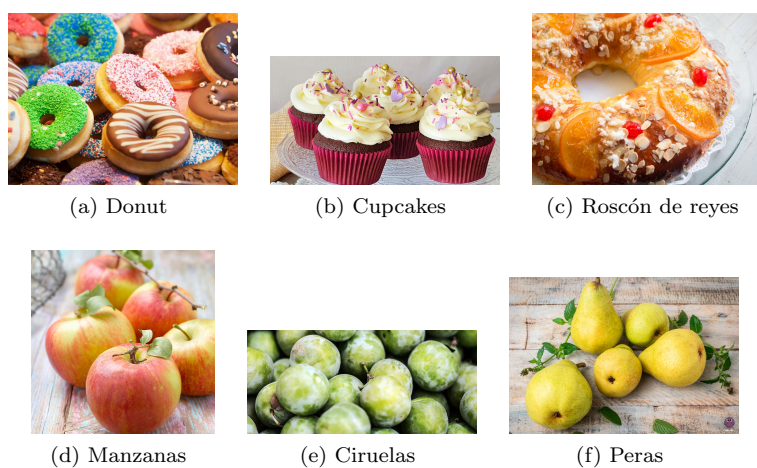 (a) Donut
(b) Cupcakes
(c) Roscón de reyes
(d) Manzanas
(e) Ciruelas
(f) Peras